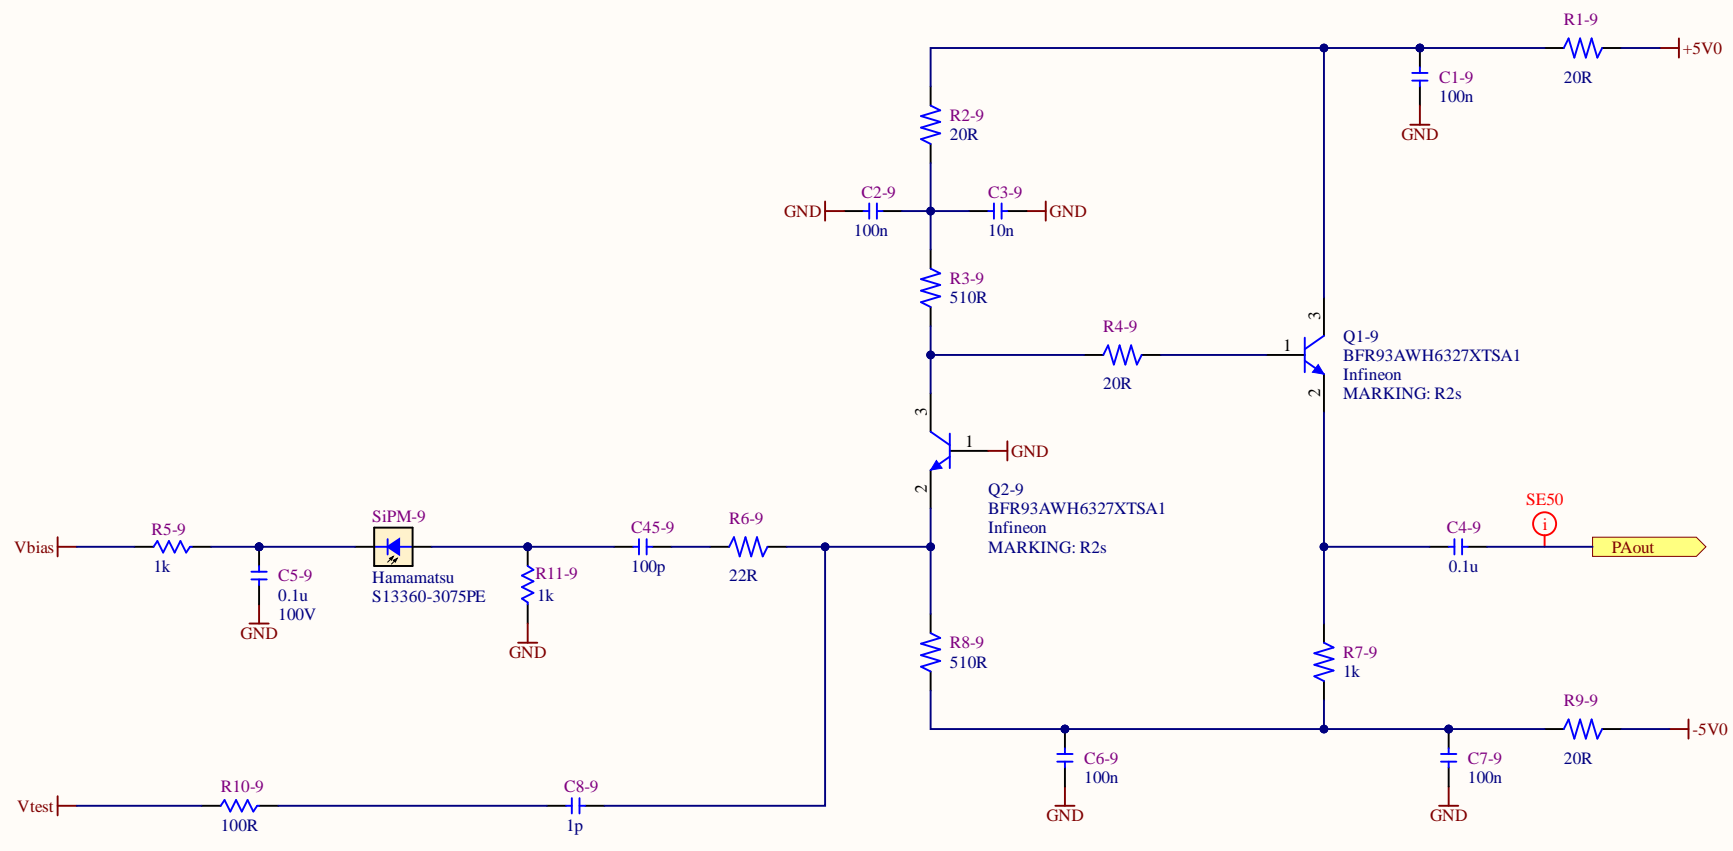 R1-9
+5V0
20R
C1-9
100n
GND
R2-9
20R
C2-9
C3-9
GND
GND
100n
10n
R3-9
510R
R4-9
20R
3
1
2
Q1-9
BFR93AWH6327XTSA1
Infineon
MARKING: R2s
3
1
GND
2
Q2-9
BFR93AWH6327XTSA1
Infineon
MARKING: R2s
Vbias
R5-9
1k
C5-9
0.1u
100V
GND
SiPM-9
Hamamatsu
S13360-3075PE
R11-9
1k
GND
C45-9
100p
R6-9
22R
SE50
i
C4-9
0.1u
PAout
R8-9
510R
R7-9
1k
R9-9
-5V0
20R
C6-9
100n
GND
C7-9
100n
GND
Vtest
R10-9
100R
C8-9
1p